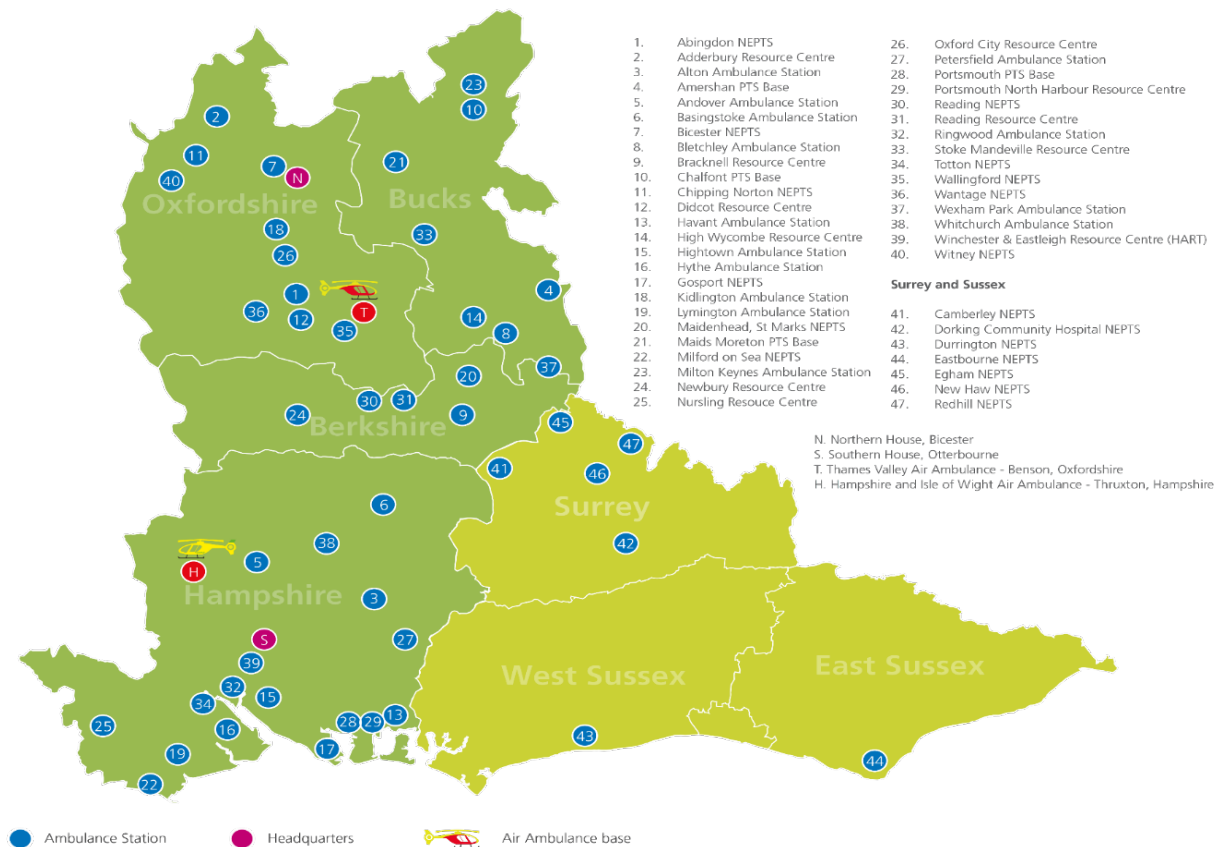 1. Abingdon NEPTS
2. Adderbury Resource Centre
3. Alton Ambulance Station
4. Amershan PTS Base
5. Andover Ambulance Station
6. Basingstoke Ambulance Station
7. Bicester NEPTS
8. Bletchley Ambulance Station
9. Bracknell Resource Centre
10. Chalfont PTS Base
11. Chipping Norton NEPTS
12. Didcot Resource Centre
13. Havant Ambulance Station
14. High Wycombe Resource Centre
15. Hightown Ambulance Station
16. Hythe Ambulance Station
17. Gosport NEPTS
18. Kidlington Ambulance Station
19. Lymington Ambulance Station
20. Maidenhead, St Marks NEPTS
21. Maids Moreton PTS Base
22. Milford on Sea NEPTS
23. Milton Keynes Ambulance Station
24. Newbury Resource Centre
25. Nursling Resouce Centre
26. Oxford City Resource Centre
27. Petersfield Ambulance Station
28. Portsmouth PTS Base
29. Portsmouth North Harbour Resource Centre
30. Reading NEPTS
31. Reading Resource Centre
32. Ringwood Ambulance Station
33. Stoke Mandeville Resource Centre
34. Totton NEPTS
35. Wallingford NEPTS
36. Wantage NEPTS
37. Wexham Park Ambulance Station
38. Whitchurch Ambulance Station
39. Winchester & Eastleigh Resource Centre (HART)
40. Witney NEPTS
Surrey and Sussex
41. Camberley NEPTS
42. Dorking Community Hospital NEPTS
43. Durrington NEPTS
44. Eastbourne NEPTS
45. Egham NEPTS
46. New Haw NEPTS
47. Redhill NEPTS
N. Northern House, Bicester
S. Southern House, Otterbourne
T. Thames Valley Air Ambulance - Benson, Oxfordshire
H. Hampshire and Isle of Wight Air Ambulance - Thruxton, Hampshire
23
10
2
11
21
7
N
40
Oxfordshire
Bucks
18
33
26
1
4
36
12
T
35
14
8
37
20
30
31
24
9
Berkshire
45
47
41
46
6
Surrey
38
42
5
H
Hampshire
3
S
27
39
East Sussex
West Sussex
32
15
34
25
16
28
29
13
43
17
19
44
22
Ambulance Station
Headquarters
Air Ambulance base